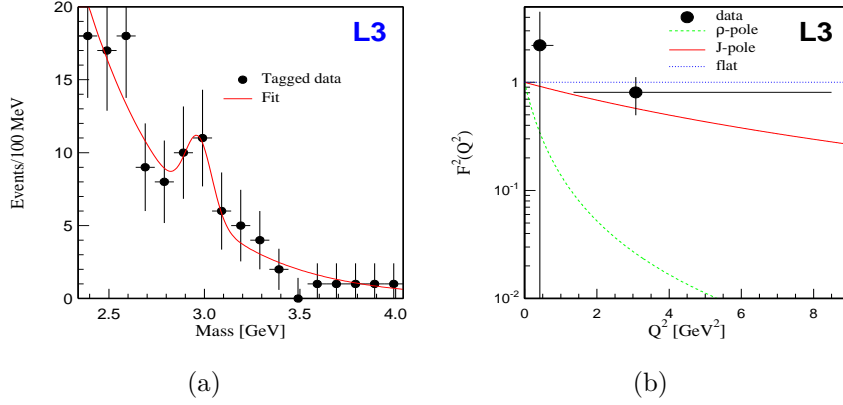 L3
Tagged data
Fit
Events/100 MeV
20
15
10
5
0
2.5 3.0 3.5 4.0
Mass [GeV]
(a)
L3
data
ρ-pole
J-pole
flat
F²(Q²)
1
10⁻¹
10⁻²
0 2 4 6 8
Q² [GeV²]
(b)